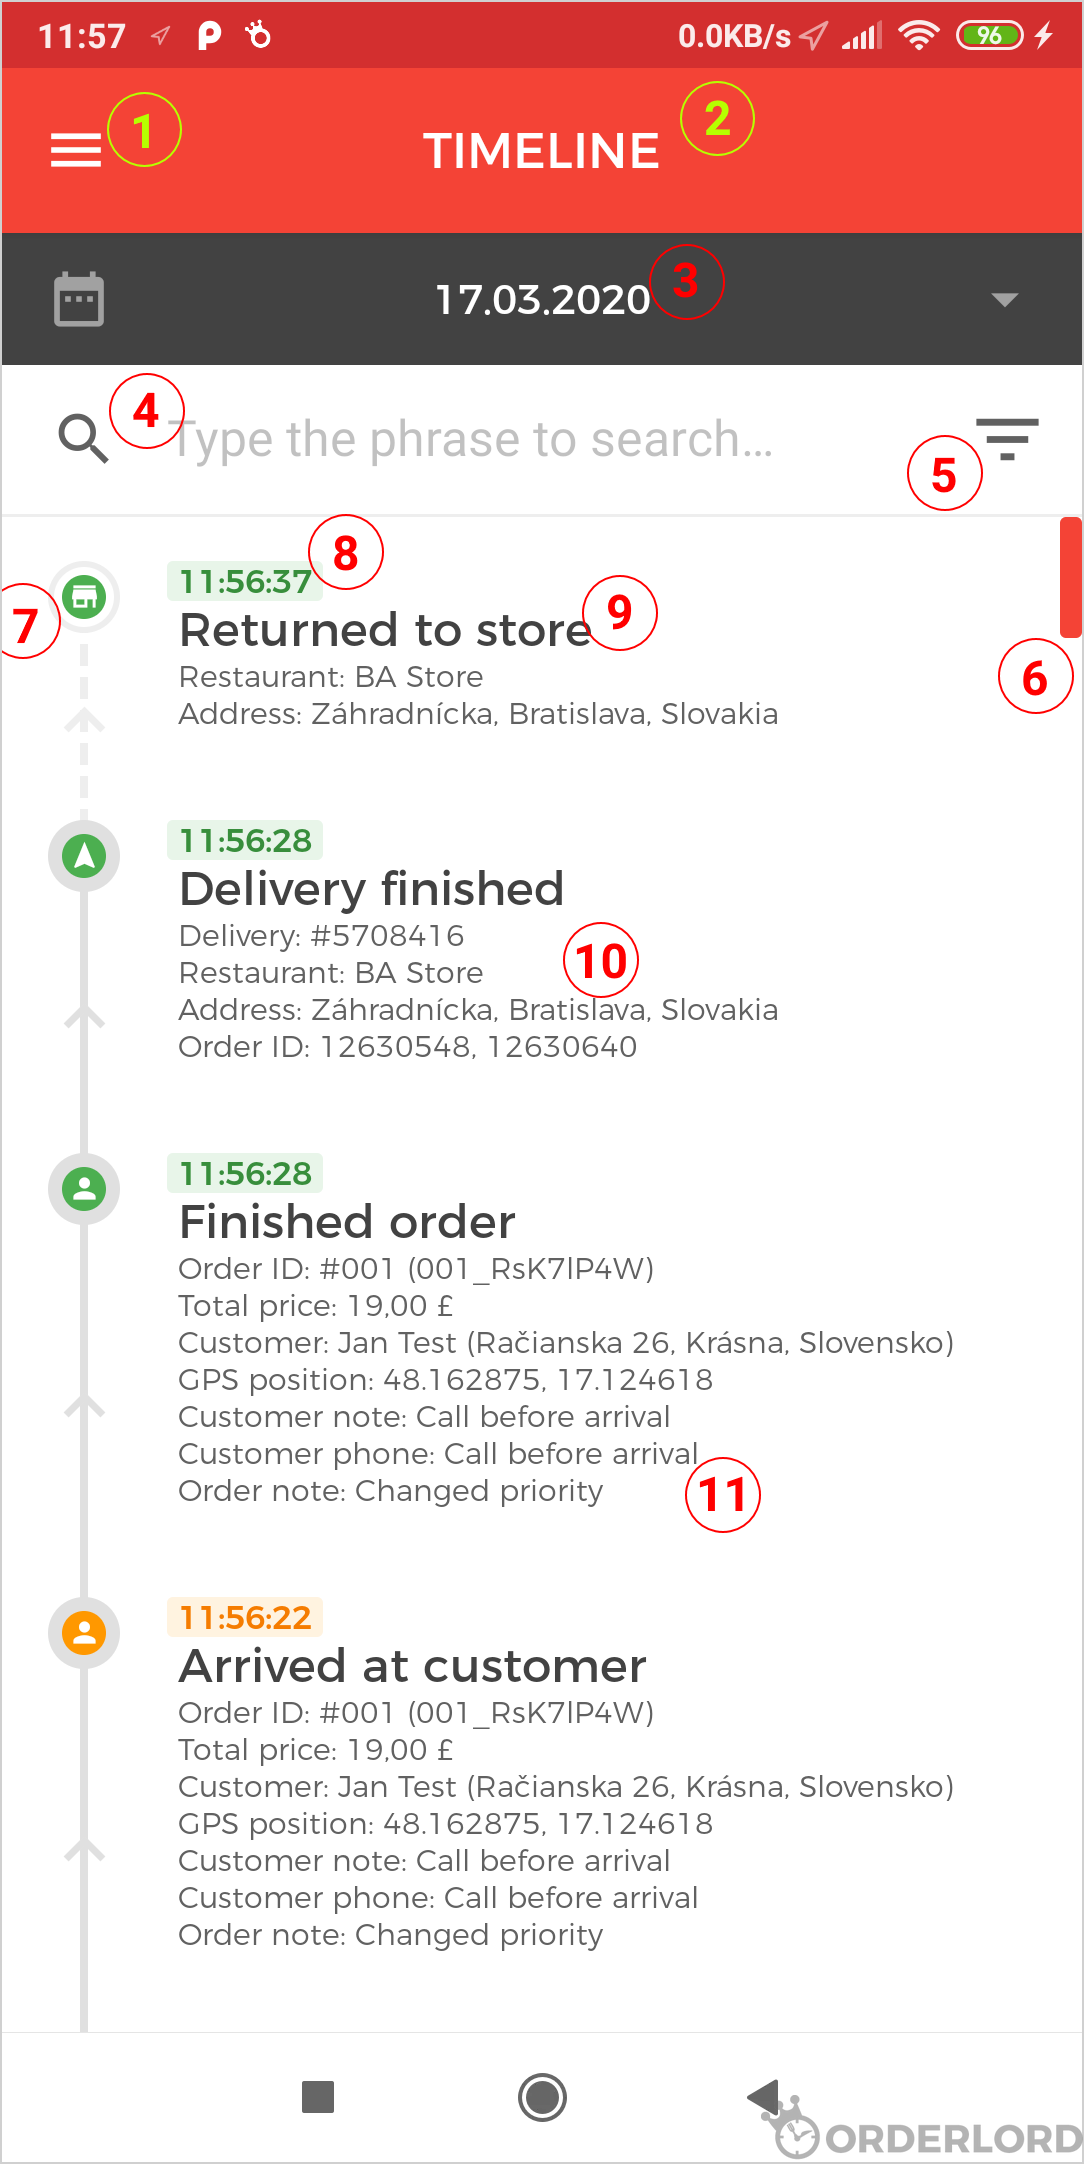 11:57
0.0KB/s
96
1
TIMELINE
2
17.03.2020
3
4
Type the phrase to search...
5
8
11:56:37
7
Returned to store
9
Restaurant: BA Store
6
Address: Záhradnícka, Bratislava, Slovakia
11:56:28
Delivery finished
Delivery: #5708416
10
Restaurant: BA Store
Address: Záhradnícka, Bratislava, Slovakia
Order ID: 12630548, 12630640
11:56:28
Finished order
Order ID: #001 (001_RsK7lP4W)
Total price: 19,00 £
Customer: Jan Test (Račianska 26, Krásna, Slovensko)
GPS position: 48.162875, 17.124618
Customer note: Call before arrival
Customer phone: Call before arrival
Order note: Changed priority
11
11:56:22
Arrived at customer
Order ID: #001 (001_RsK7lP4W)
Total price: 19,00 £
Customer: Jan Test (Račianska 26, Krásna, Slovensko)
GPS position: 48.162875, 17.124618
Customer note: Call before arrival
Customer phone: Call before arrival
Order note: Changed priority
ORDERLORD